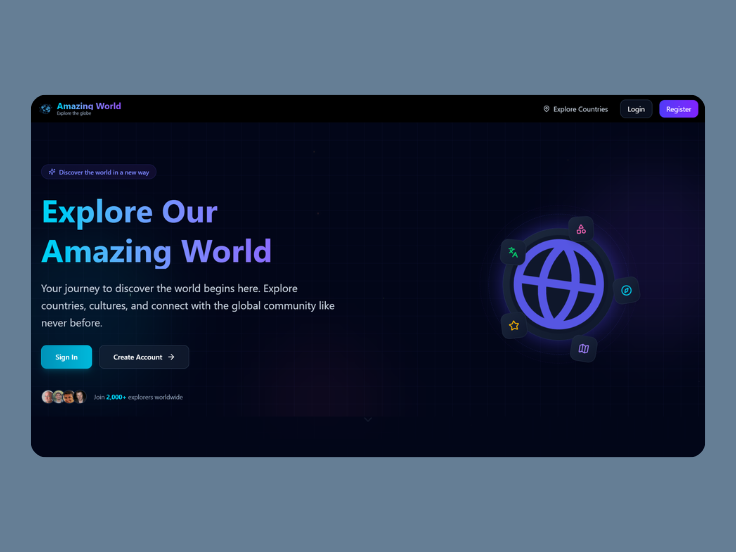 Amazing World
Explore the globe
Explore Countries
Login
Register
Discover the world in a new way
Explore Our
Amazing World
Your journey to discover the world begins here. Explore
countries, cultures, and connect with the global community like
never before.
Sign In
Create Account
Join 2,000+ explorers worldwide